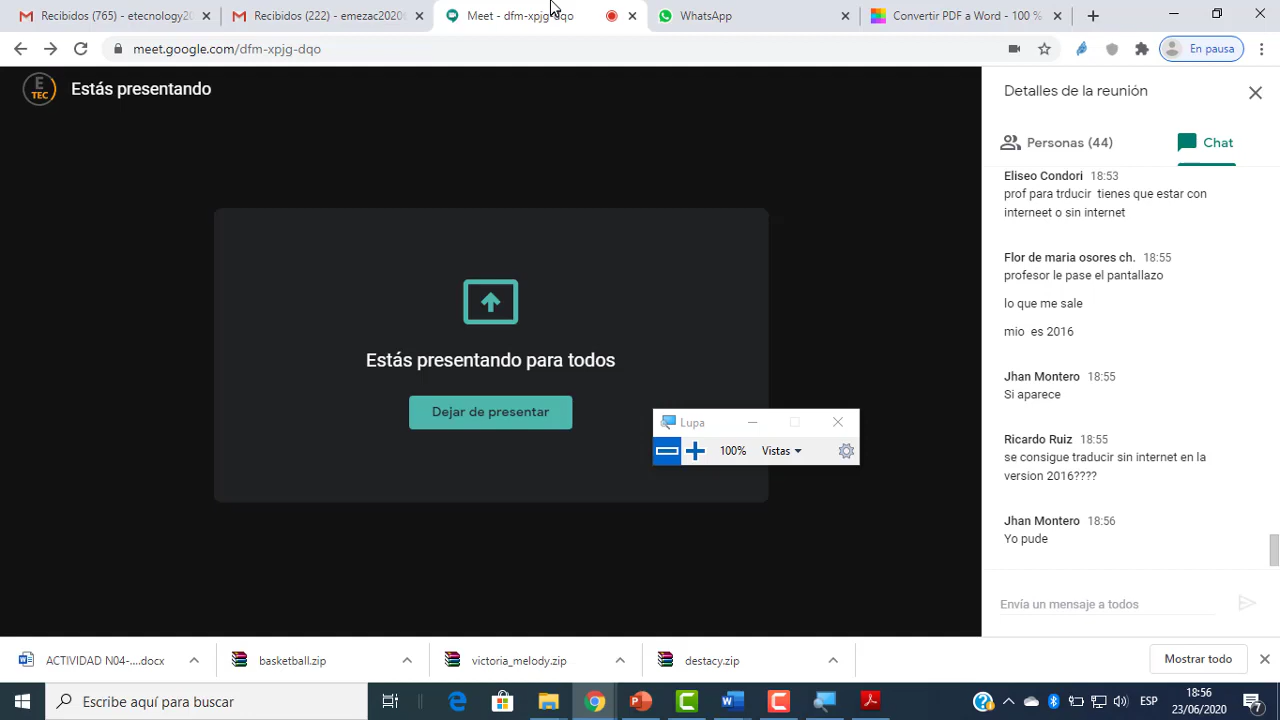 Recibidos (765) - etecnology.
Recibidos (222) - emezac2020
Meet - dfm-xpjg-dqo
WhatsApp
Convertir PDF a Word - 100 %
meet.google.com/dfm-xpjg-dqo
En pausa
E
TEC
Estás presentando
Detalles de la reunión
Personas (44)
Chat
Eliseo Condori 18:53
prof para trducir tienes que estar con
interneet o sin internet
Flor de maria osores ch. 18:55
profesor le pase el pantallazo
lo que me sale
mio es 2016
Jhan Montero 18:55
Si aparece
Ricardo Ruiz 18:55
se consigue traducir sin internet en la
version 2016????
Jhan Montero 18:56
Yo pude
Envía un mensaje a todos
Estás presentando para todos
Dejar de presentar
Lupa
100% Vistas
ACTIVIDAD N04-....docx
basketball.zip
victoria_melody.zip
destacy.zip
Mostrar todo
Escribe aquí para buscar
ESP
18:56
23/06/2020
7